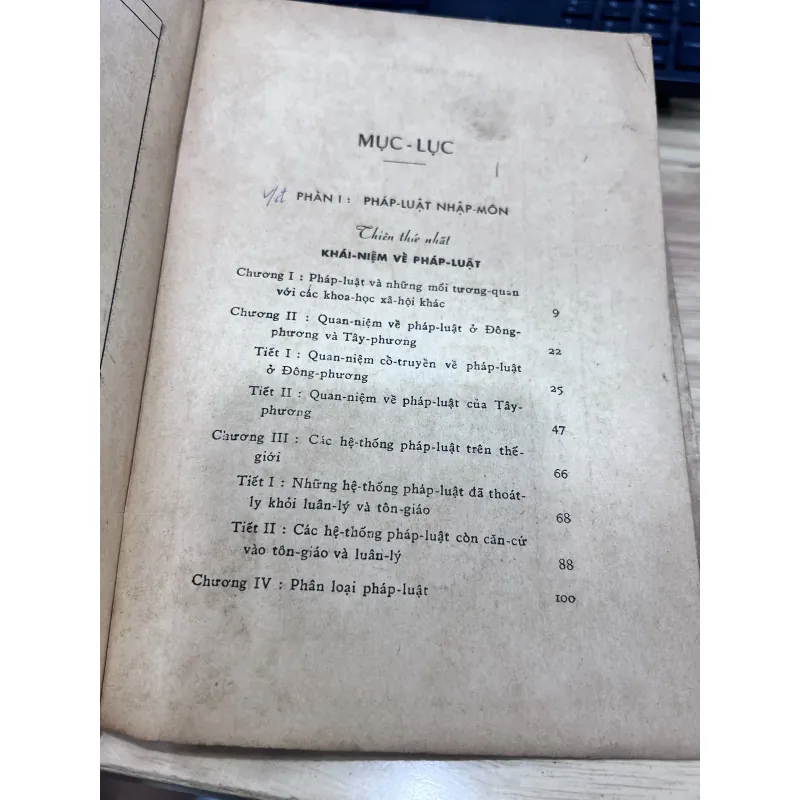 MỤC-LỤC
PHẦN I : PHÁP-LUẬT NHẬP-MÔN
Thiên thứ nhất
KHÁI-NIỆM VỀ PHÁP-LUẬT
Chương I : Pháp-luật và những mối tương-quan
với các khoa-học xã-hội khác 9
Chương II : Quan-niệm về pháp-luật ở Đông-
phương và Tây-phương 22
Tiết I : Quan-niệm cổ-truyền về pháp-luật
ở Đông-phương 25
Tiết II : Quan-niệm về pháp-luật của Tây-
phương 47
Chương III : Các hệ-thống pháp-luật trên thế-
giới 66
Tiết I : Những hệ-thống pháp-luật đã thoát-
ly khỏi luân-lý và tôn-giáo 68
Tiết II : Các hệ-thống pháp-luật còn căn-cứ
vào tôn-giáo và luân-lý 88
Chương IV : Phân loại pháp-luật 100